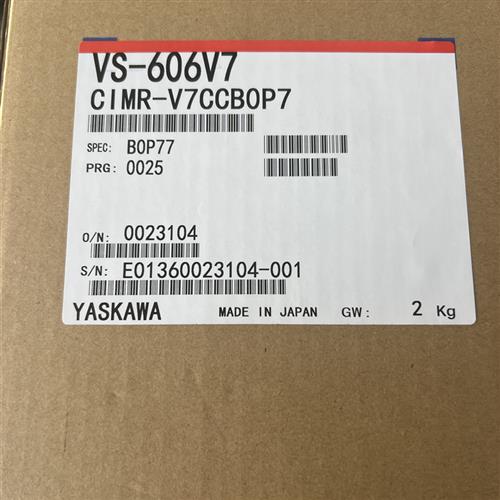 VS-606V7
CIMR-V7CCB0P7
SPEC: B0P77
PRG: 0025
O/N: 0023104
S/N: E01360023104-001
YASKAWA MADE IN JAPAN GW: 2 Kg